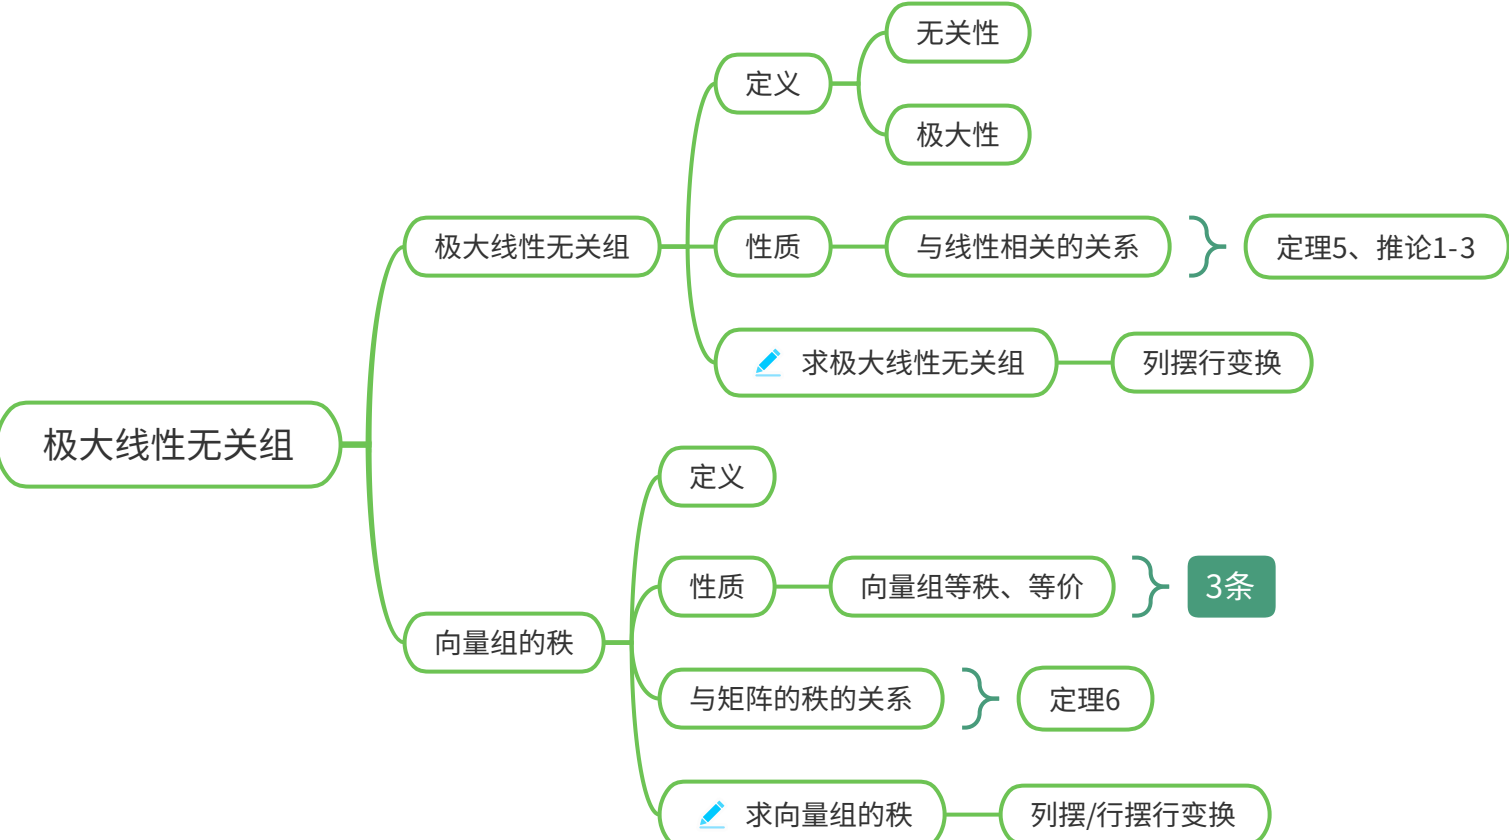 极大线性无关组
极大线性无关组
定义
无关性
极大性
性质
与线性相关的关系
定理5、推论1-3
求极大线性无关组
列摆行变换
向量组的秩
定义
性质
向量组等秩、等价
3条
与矩阵的秩的关系
定理6
求向量组的秩
列摆/行摆行变换